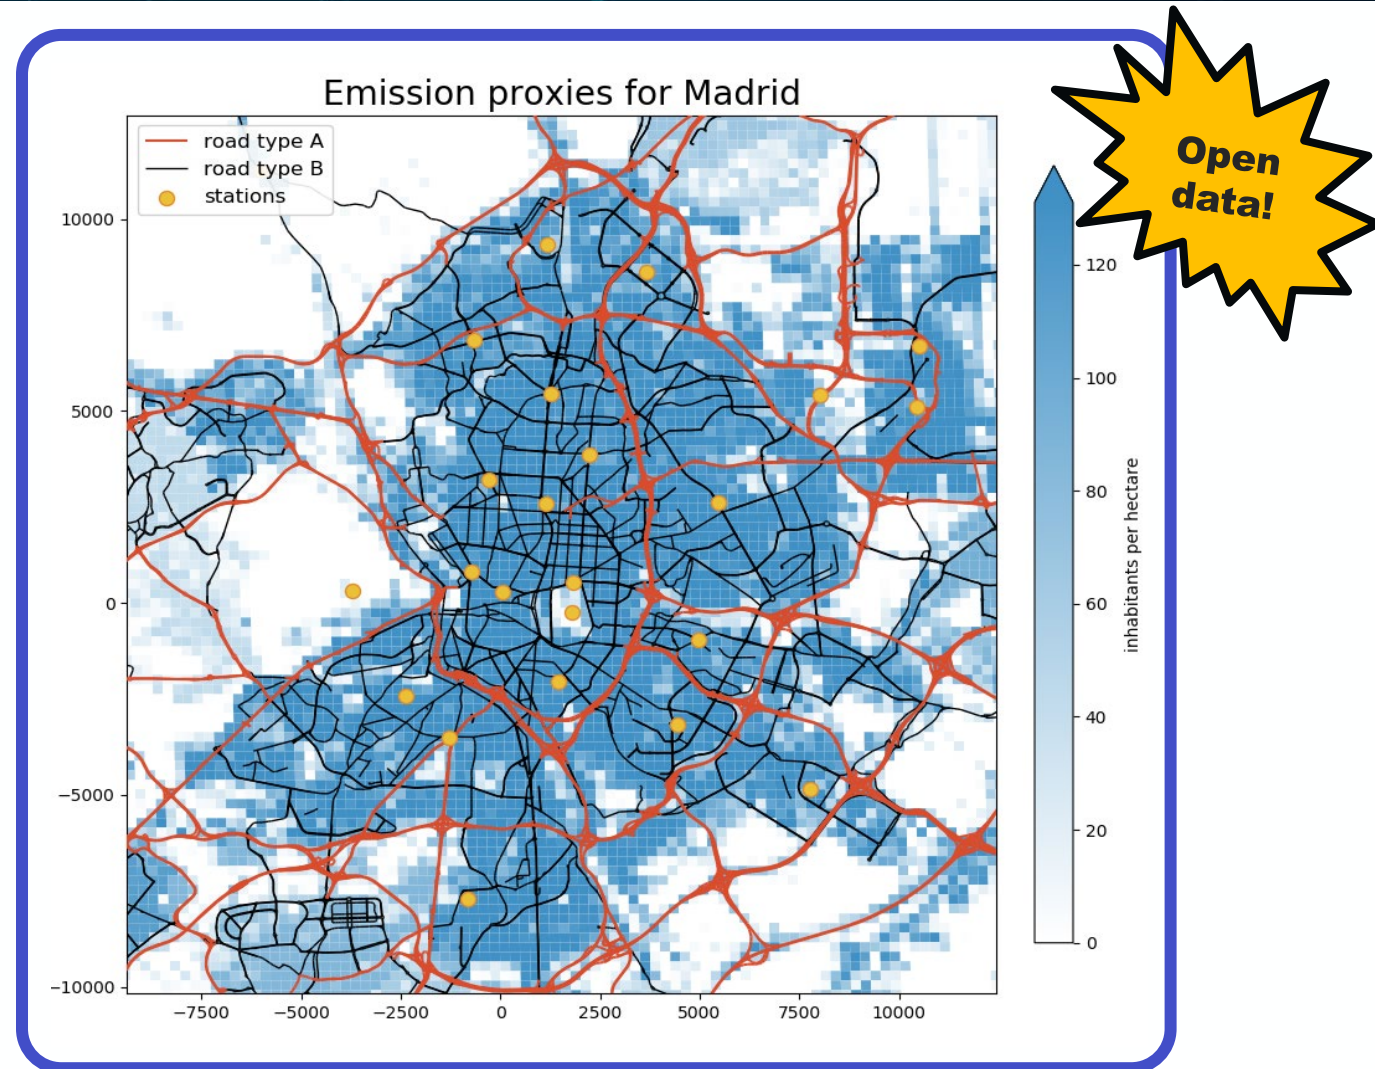 Emission proxies for Madrid
road type A
road type B
stations
Open
data!
10000
5000
0
−5000
−10000
−7500
−5000
−2500
0
2500
5000
7500
10000
120
100
80
60
40
20
0
inhabitants per hectare